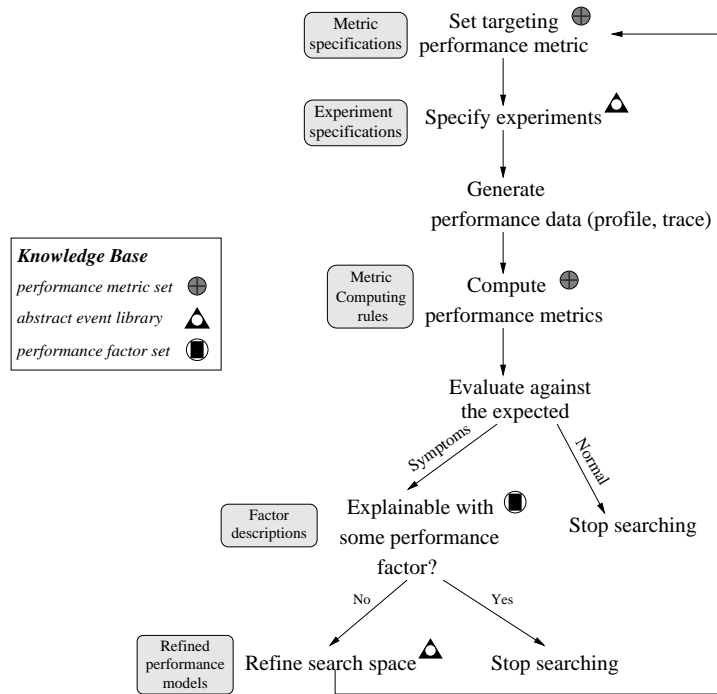 Metric
specifications
Set targeting
performance metric
Experiment
specifications
Specify experiments
Generate
performance data (profile, trace)
Knowledge Base
performance metric set
abstract event library
performance factor set
Metric
Computing
rules
Compute
performance metrics
Evaluate against
the expected
Symptoms
Normal
Factor
descriptions
Explainable with
some performance
factor?
Stop searching
No
Yes
Refined
performance
models
Refine search space
Stop searching